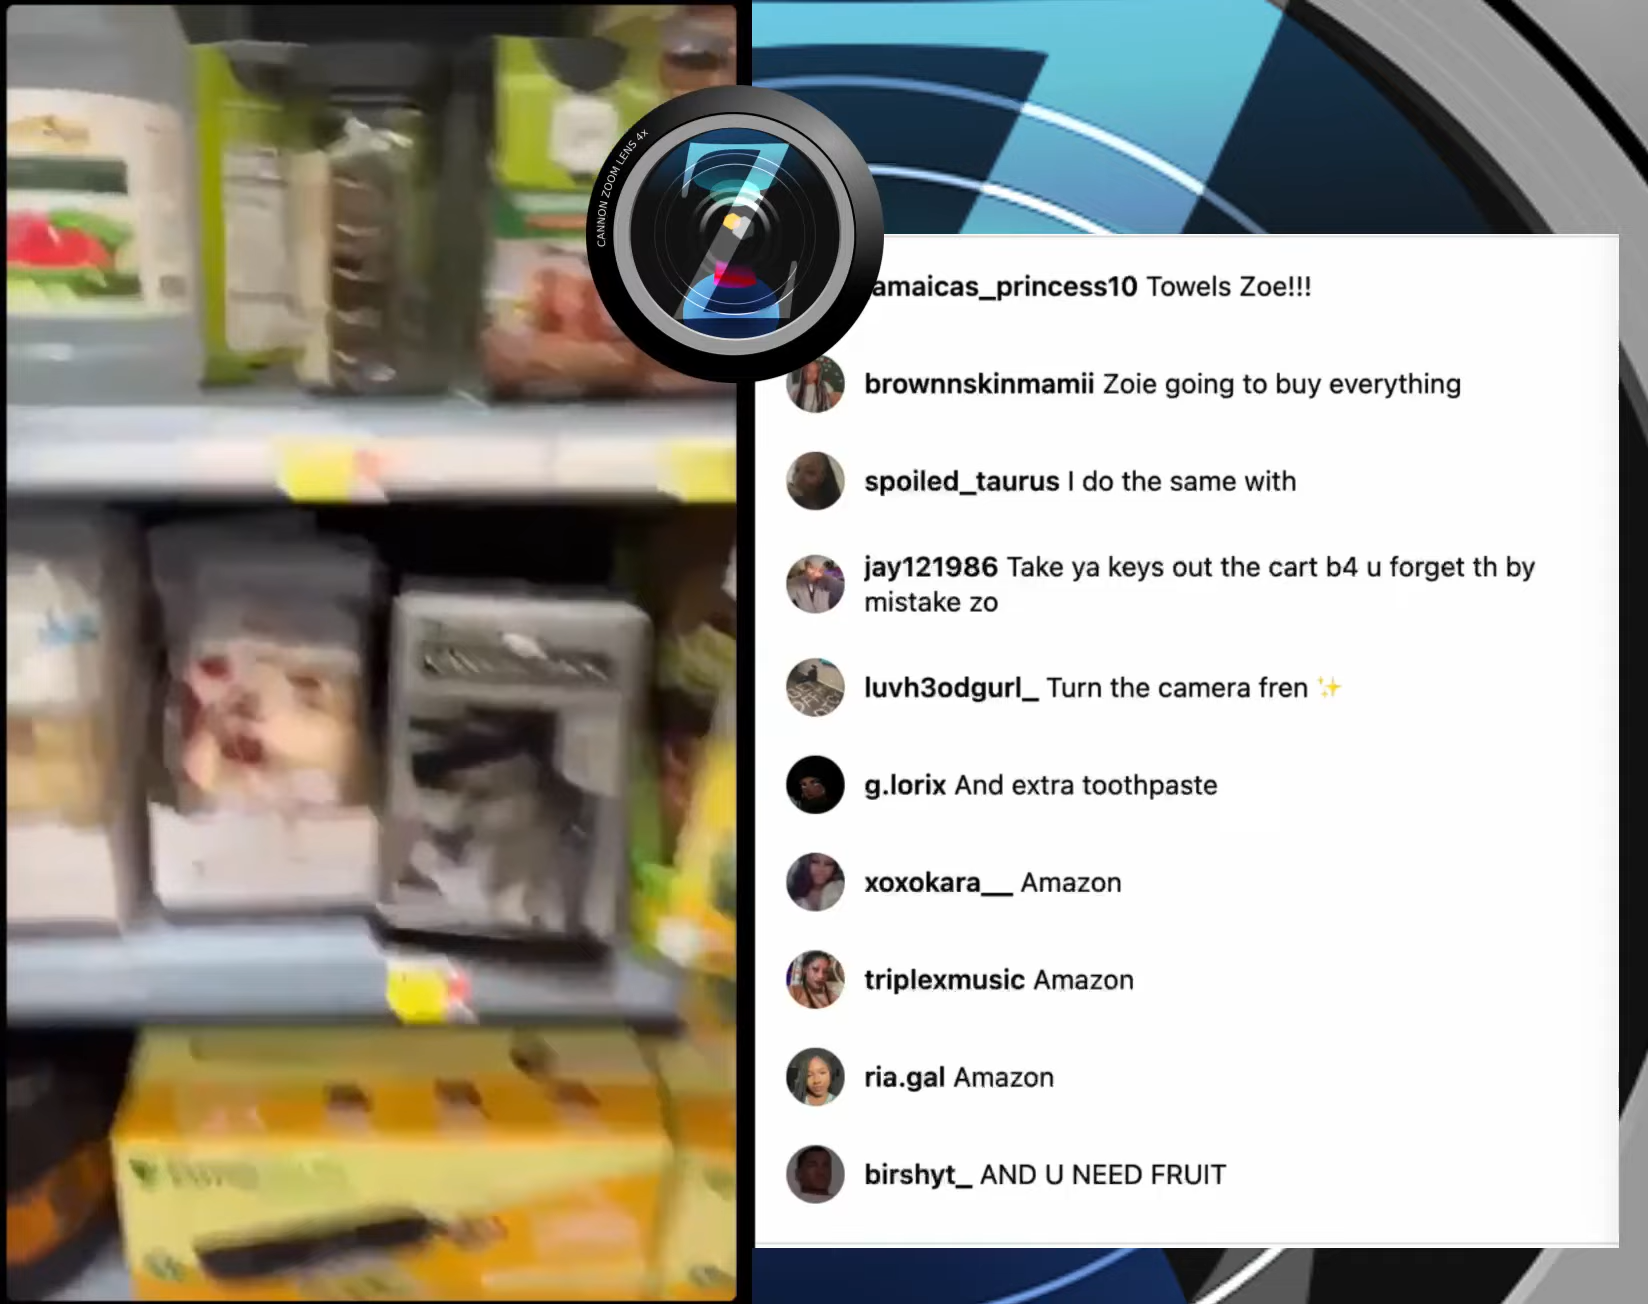 CANNON ZOOM LENS 4x
amaicas_princess10 Towels Zoe!!!
brownnskinmamii Zoie going to buy everything
spoiled_taurus I do the same with
jay121986 Take ya keys out the cart b4 u forget th by
mistake zo
luvh3odgurl_ Turn the camera fren ✨
g.lorix And extra toothpaste
xoxokara__ Amazon
triplexmusic Amazon
ria.gal Amazon
birshyt_ AND U NEED FRUIT